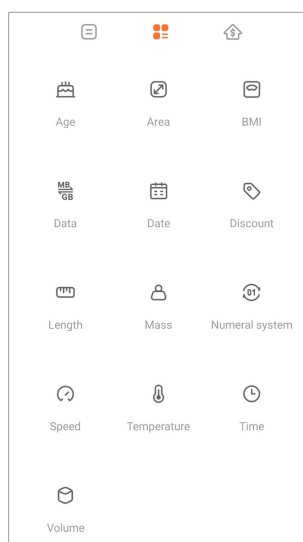 $
Age Area BMI
MB
GB
Data Date Discount
01
Length Mass Numeral system
Speed Temperature Time
Volume